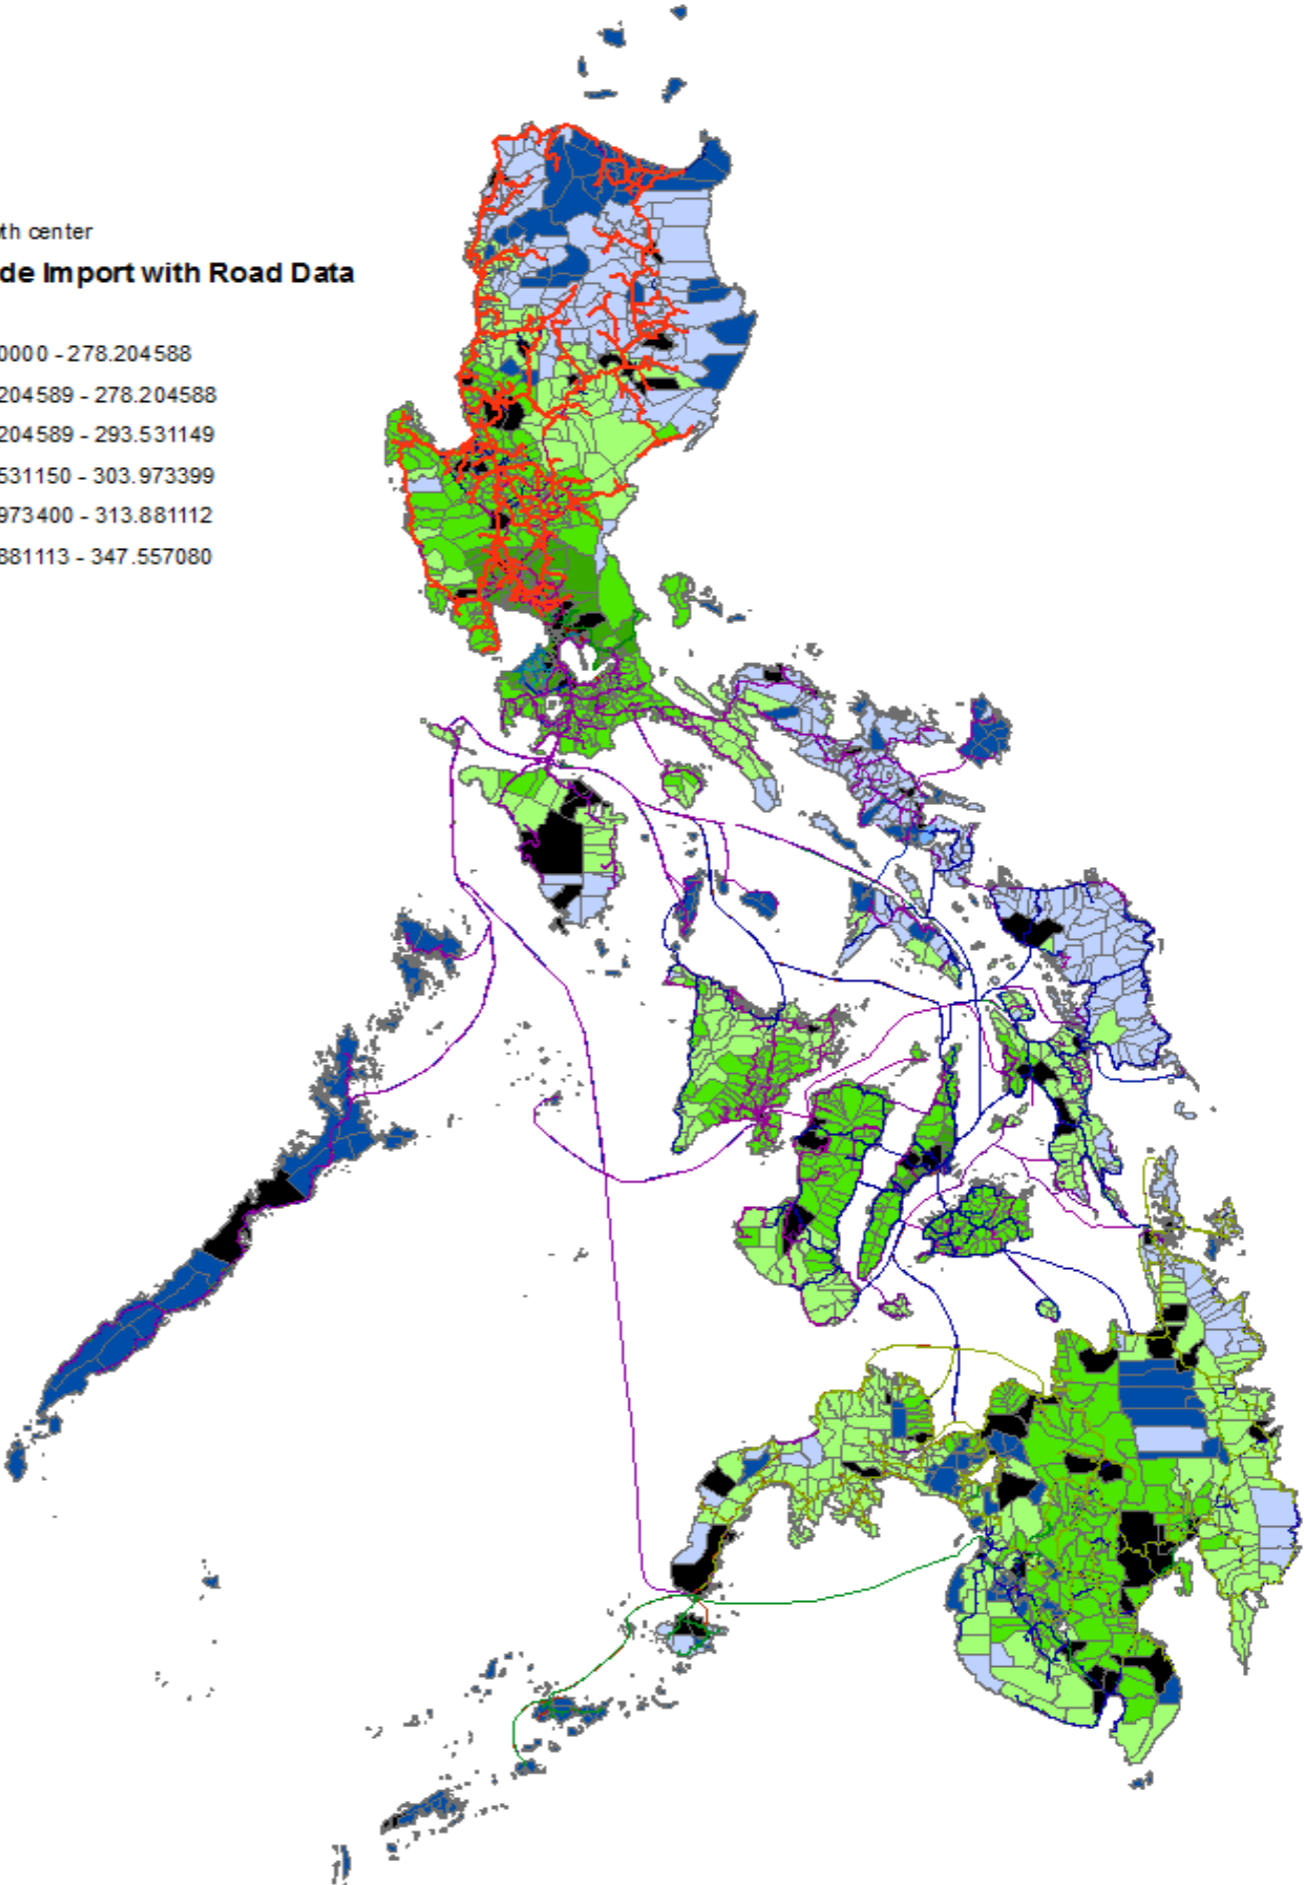 th center
de Import with Road Data
0000 - 278.204588
204589 - 278.204588
204589 - 293.531149
531150 - 303.973399
973400 - 313.881112
881113 - 347.557080